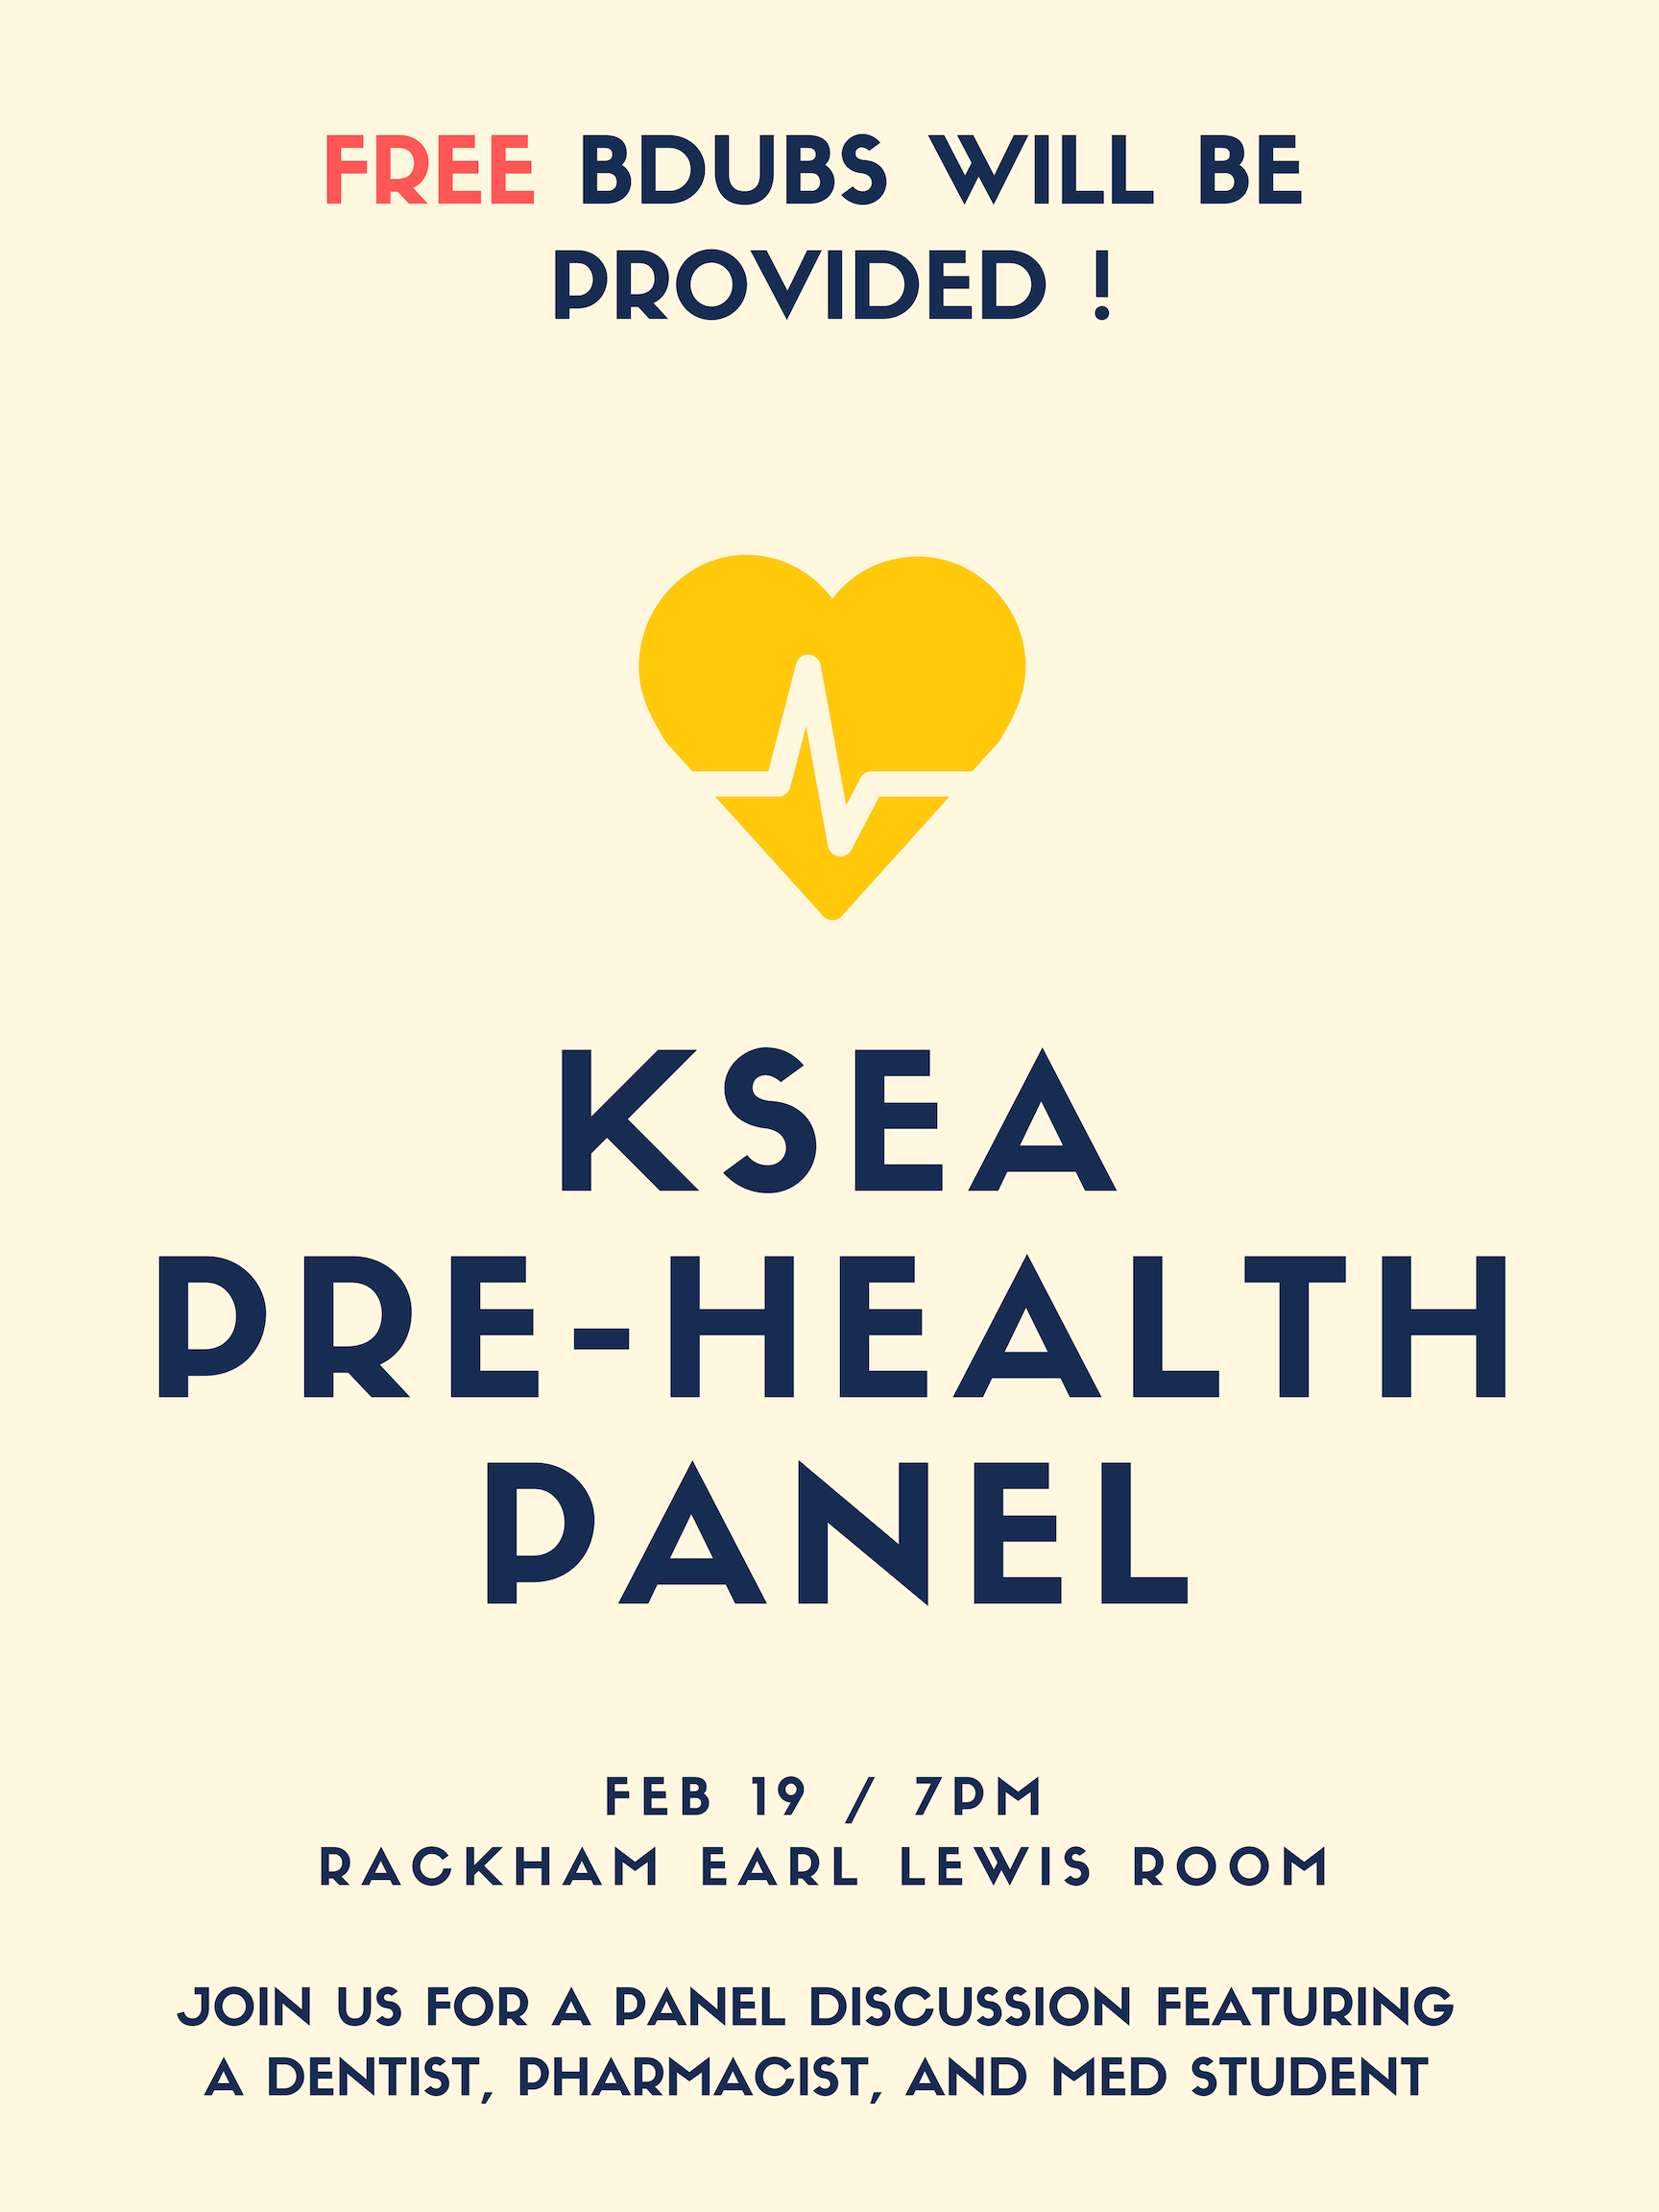 FREE BDUBS WILL BE
PROVIDED !
KSEA
PRE-HEALTH
PANEL
FEB 19 / 7PM
RACKHAM EARL LEWIS ROOM
JOIN US FOR A PANEL DISCUSSION FEATURING
A DENTIST, PHARMACIST, AND MED STUDENT